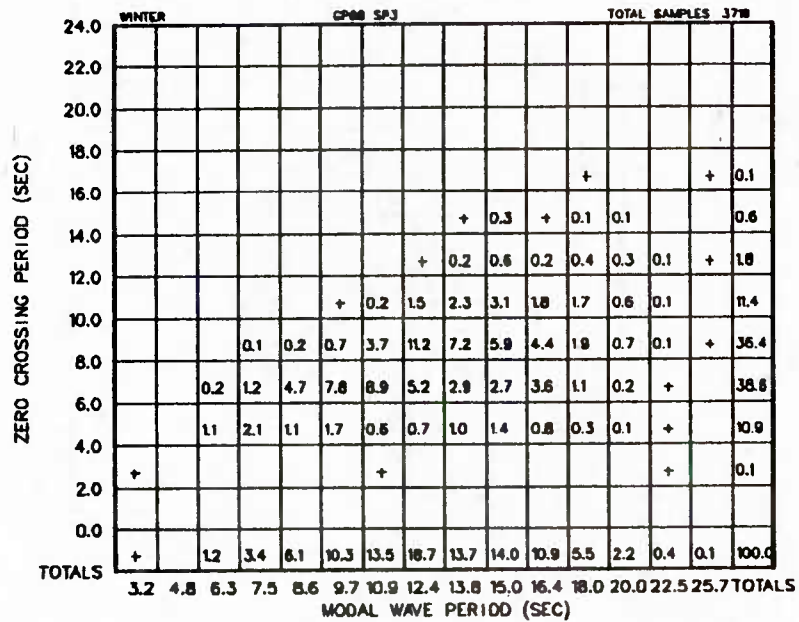 WINTER SP3 TOTAL SAMPLES 3718
24.0
22.0
20.0
18.0
+ + 0.1
16.0
+ 0.3 + 0.1 0.1 0.6
14.0
+ 0.2 0.6 0.2 0.4 0.3 0.1 + 1.8
12.0
+ 0.2 1.5 2.3 3.1 1.8 1.7 0.6 0.1 11.4
10.0
0.1 0.2 0.7 3.7 11.2 7.2 5.9 4.4 1.9 0.7 0.1 + 36.4
8.0
0.2 1.2 4.7 7.8 8.9 5.2 2.9 2.7 3.6 1.1 0.2 + 38.6
6.0
1.1 2.1 1.1 1.7 0.6 0.7 1.0 1.4 0.8 0.3 0.1 + 10.9
4.0
+ + + 0.1
2.0
0.0
+ 1.2 3.4 6.1 10.3 13.5 18.7 13.7 14.0 10.9 5.5 2.2 0.4 0.1 100.0
TOTALS
3.2 4.8 6.3 7.5 8.6 9.7 10.9 12.4 13.8 15.0 16.4 18.0 20.0 22.5 25.7 TOTALS
MODAL WAVE PERIOD (SEC)
ZERO CROSSING PERIOD (SEC)